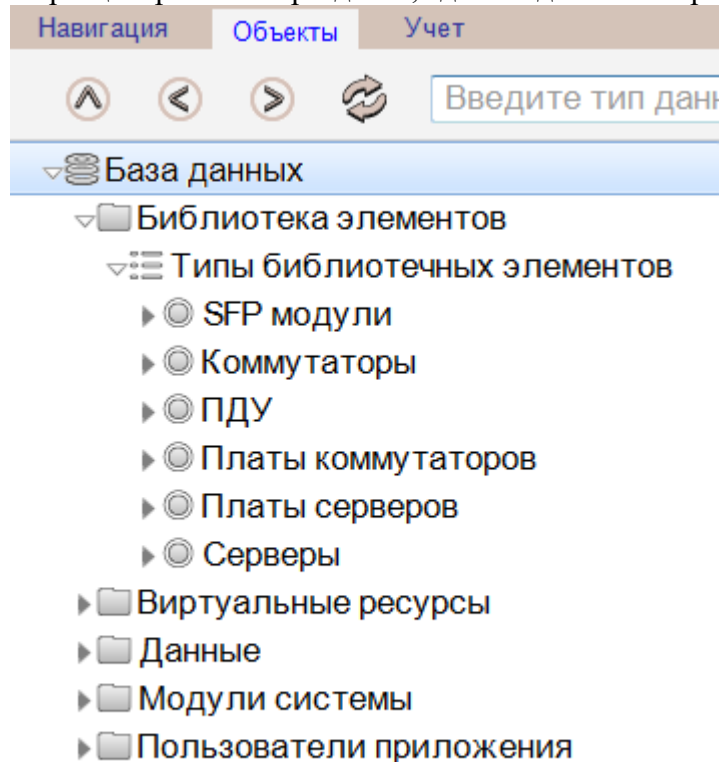 Навигация Объекты Учет
Введите тип данн
База данных
Библиотека элементов
Типы библиотечных элементов
SFP модули
Коммутаторы
ПДУ
Платы коммутаторов
Платы серверов
Серверы
Виртуальные ресурсы
Данные
Модули системы
Пользователи приложения